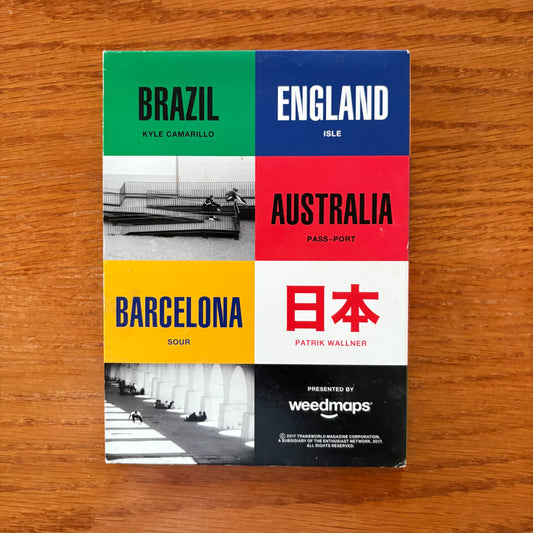 BRAZIL
KYLE CAMARILLO
ENGLAND
ISLE
AUSTRALIA
PASS~PORT
BARCELONA
SOUR
日本
PATRIK WALLNER
PRESENTED BY
weedmaps
© 2017 TRANSWORLD MAGAZINE CORPORATION,
A SUBSIDIARY OF THE ENTHUSIAST NETWORK, 2017.
ALL RIGHTS RESERVED.